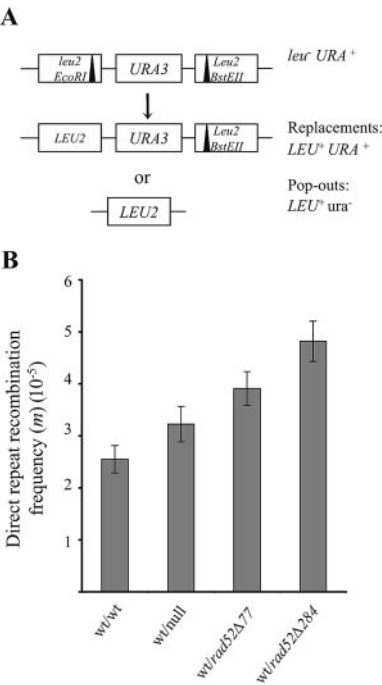 A
leu2
EcoRI
URA3
Leu2
BstEII
leu⁻ URA⁺
LEU2
URA3
Leu2
BstEII
Replacements:
LEU⁺ URA⁺
or
Pop-outs:
LEU⁺ ura⁻
LEU2
B
Direct repeat recombination
frequency (m) (10⁻⁵)
6
5
4
3
2
1
wt/wt
wt/null
wt/rad52Δ77
wt/rad52Δ284